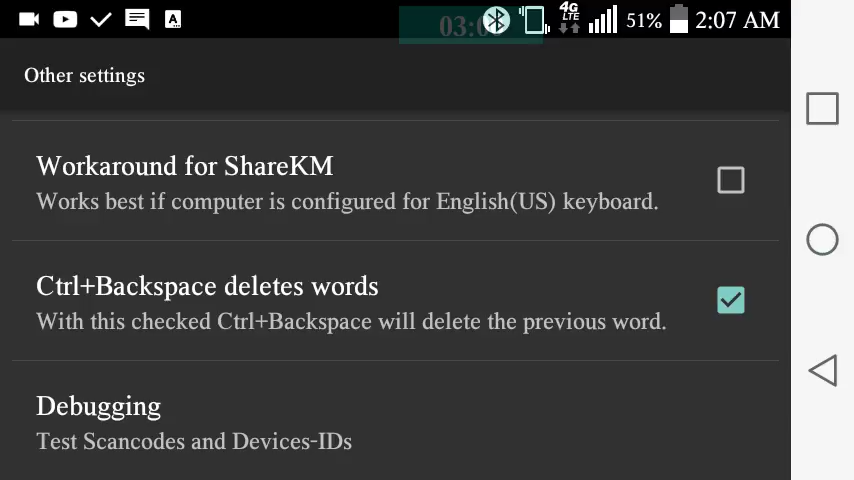 4G
LTE
51%
2:07 AM
Other settings
Workaround for ShareKM
Works best if computer is configured for English(US) keyboard.
Ctrl+Backspace deletes words
With this checked Ctrl+Backspace will delete the previous word.
Debugging
Test Scancodes and Devices-IDs